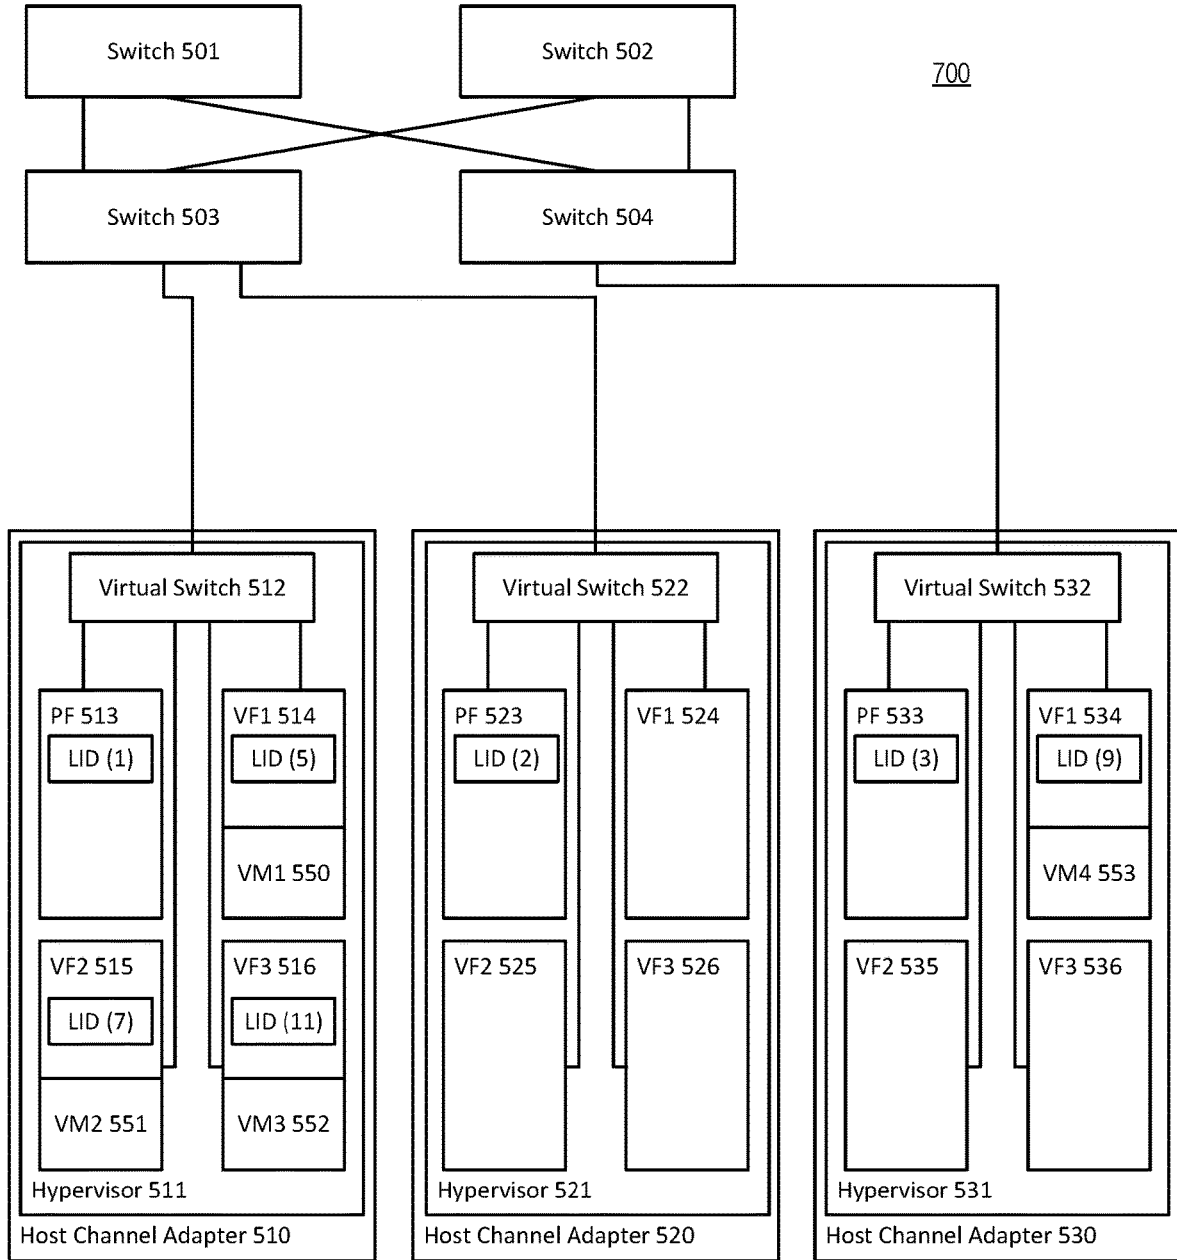 Switch 501
Switch 502
700
Switch 503
Switch 504
Virtual Switch 512
Virtual Switch 522
Virtual Switch 532
PF 513
LID (1)
VF1 514
LID (5)
VM1 550
VF2 515
LID (7)
VM2 551
VF3 516
LID (11)
VM3 552
Hypervisor 511
Host Channel Adapter 510
PF 523
LID (2)
VF1 524
VF2 525
VF3 526
Hypervisor 521
Host Channel Adapter 520
PF 533
LID (3)
VF1 534
LID (9)
VM4 553
VF2 535
VF3 536
Hypervisor 531
Host Channel Adapter 530